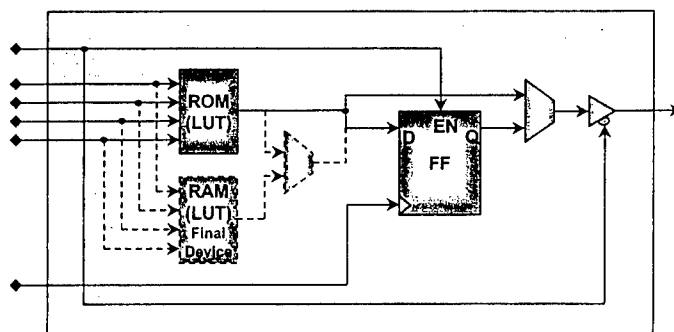 ROM
(LUT)
EN
D
Q
FF
RAM
(LUT)
Final
Device